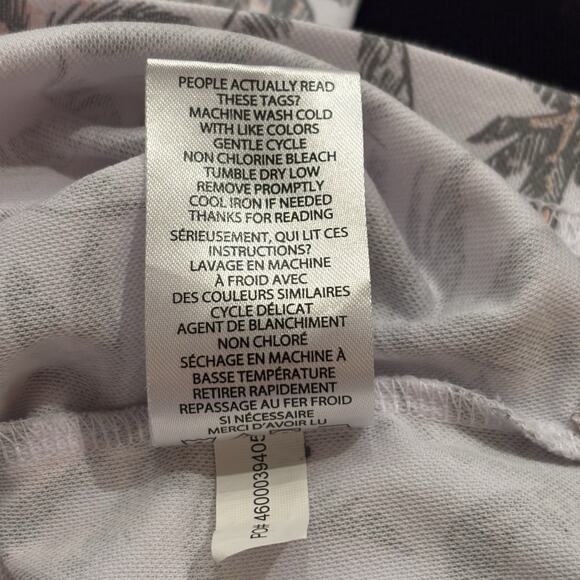 PEOPLE ACTUALLY READ
THESE TAGS?
MACHINE WASH COLD
WITH LIKE COLORS
GENTLE CYCLE
NON CHLORINE BLEACH
TUMBLE DRY LOW
REMOVE PROMPTLY
COOL IRON IF NEEDED
THANKS FOR READING
SÉRIEUSEMENT, QUI LIT CES
INSTRUCTIONS?
LAVAGE EN MACHINE
À FROID AVEC
DES COULEURS SIMILAIRES
CYCLE DÉLICAT
AGENT DE BLANCHIMENT
NON CHLORÉ
SÉCHAGE EN MACHINE À
BASSE TEMPÉRATURE
RETIRER RAPIDEMENT
REPASSAGE AU FER FROID
SI NÉCESSAIRE
MERCI D'AVOIR LU
PO# 4600039405